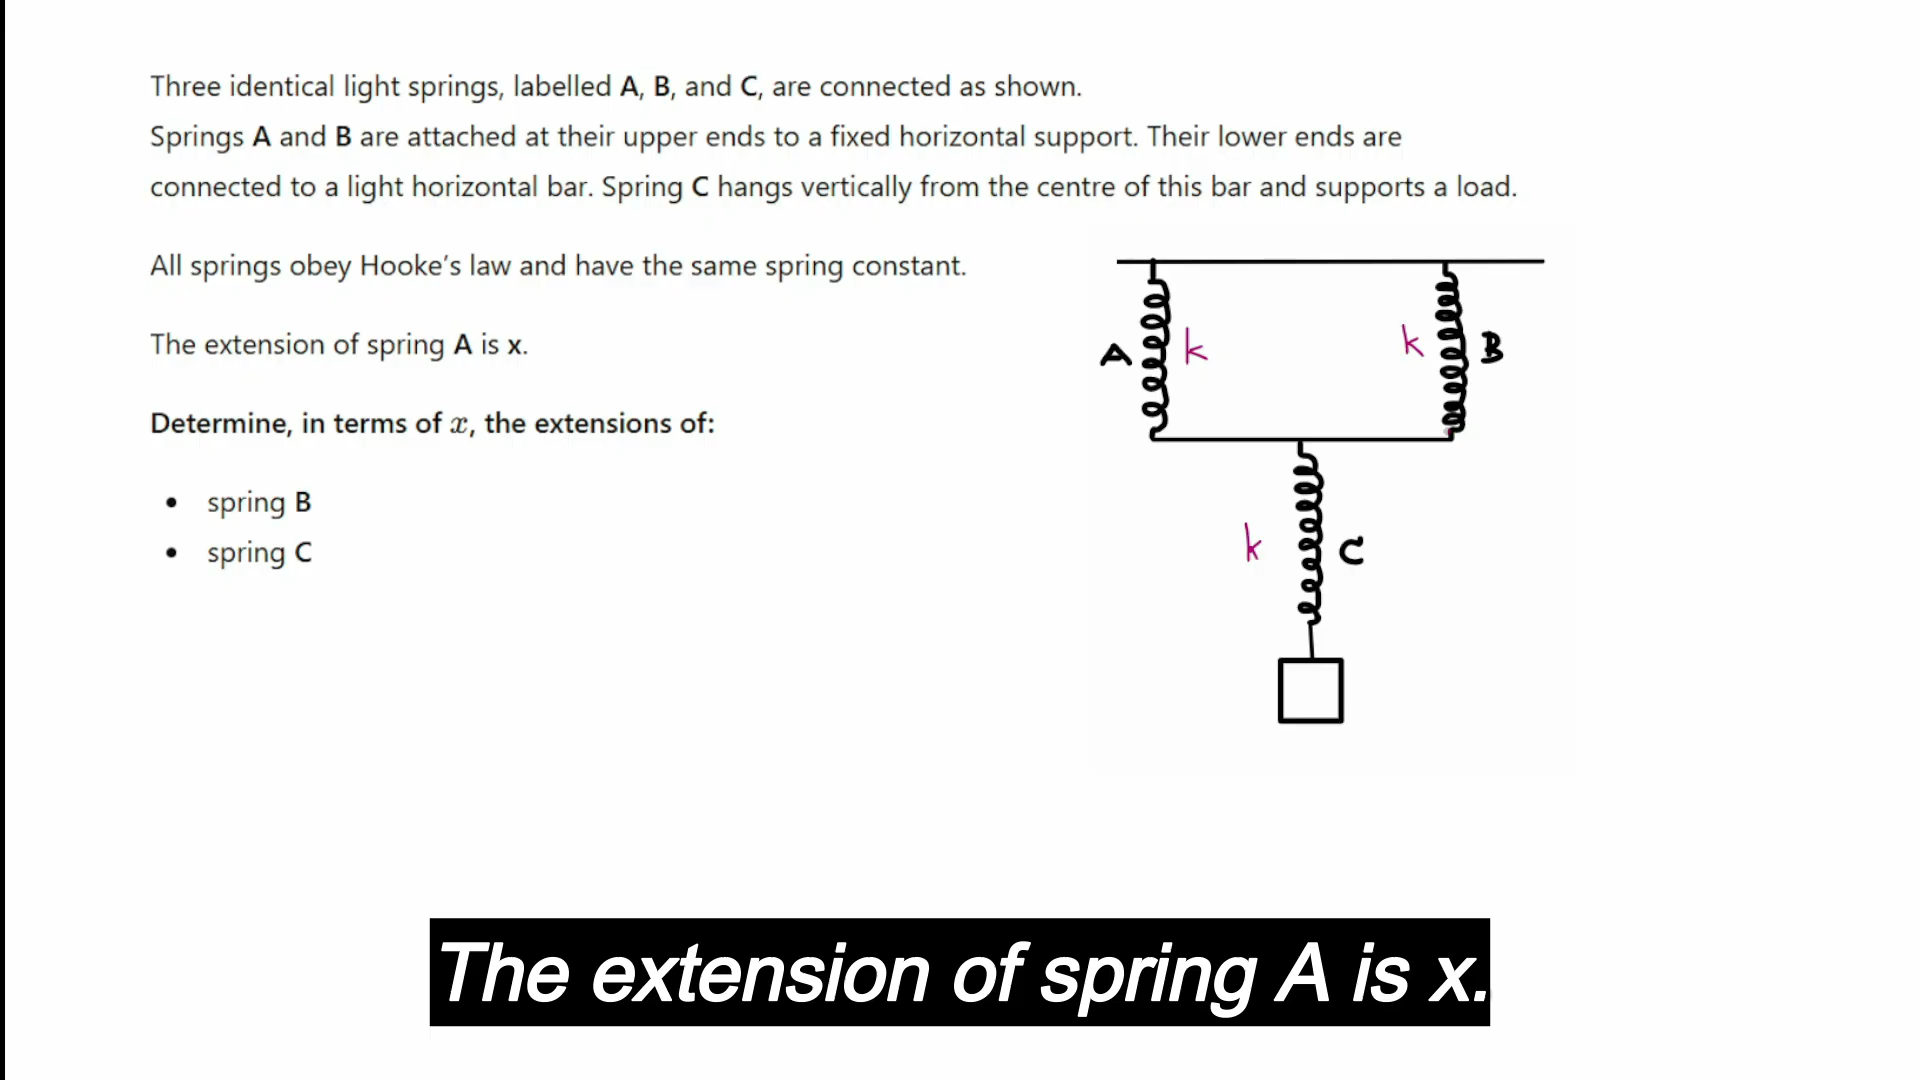 Three identical light springs, labelled A, B, and C, are connected as shown.
Springs A and B are attached at their upper ends to a fixed horizontal support. Their lower ends are
connected to a light horizontal bar. Spring C hangs vertically from the centre of this bar and supports a load.
All springs obey Hooke’s law and have the same spring constant.
The extension of spring A is x.
Determine, in terms of x, the extensions of:
• spring B
• spring C
A k k B
k C
The extension of spring A is x.